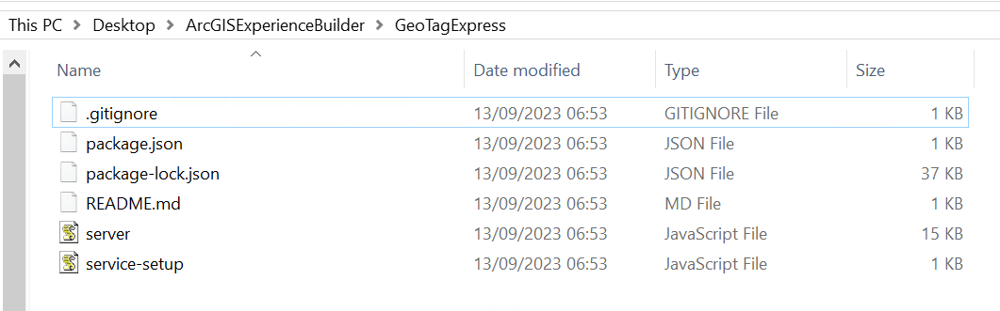 This PC > Desktop > ArcGISExperienceBuilder > GeoTagExpress
Name Date modified Type Size
.gitignore 13/09/2023 06:53 GITIGNORE File 1 KB
package.json 13/09/2023 06:53 JSON File 1 KB
package-lock.json 13/09/2023 06:53 JSON File 37 KB
README.md 13/09/2023 06:53 MD File 1 KB
server 13/09/2023 06:53 JavaScript File 15 KB
service-setup 13/09/2023 06:53 JavaScript File 1 KB